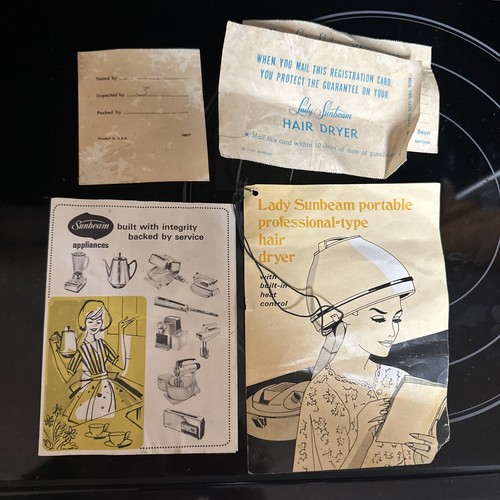 Tested by
Inspected by
Packed by
WHEN YOU MAIL THIS REGISTRATION CARD
YOU PROTECT THE GUARANTEE ON YOUR
Lady Sunbeam
HAIR DRYER
★ Mail this card within 10 days of date of purchase
Sunbeam
appliances
built with integrity
backed by service
Lady Sunbeam portable
professional-type
hair
dryer
with
built-in
heat
control